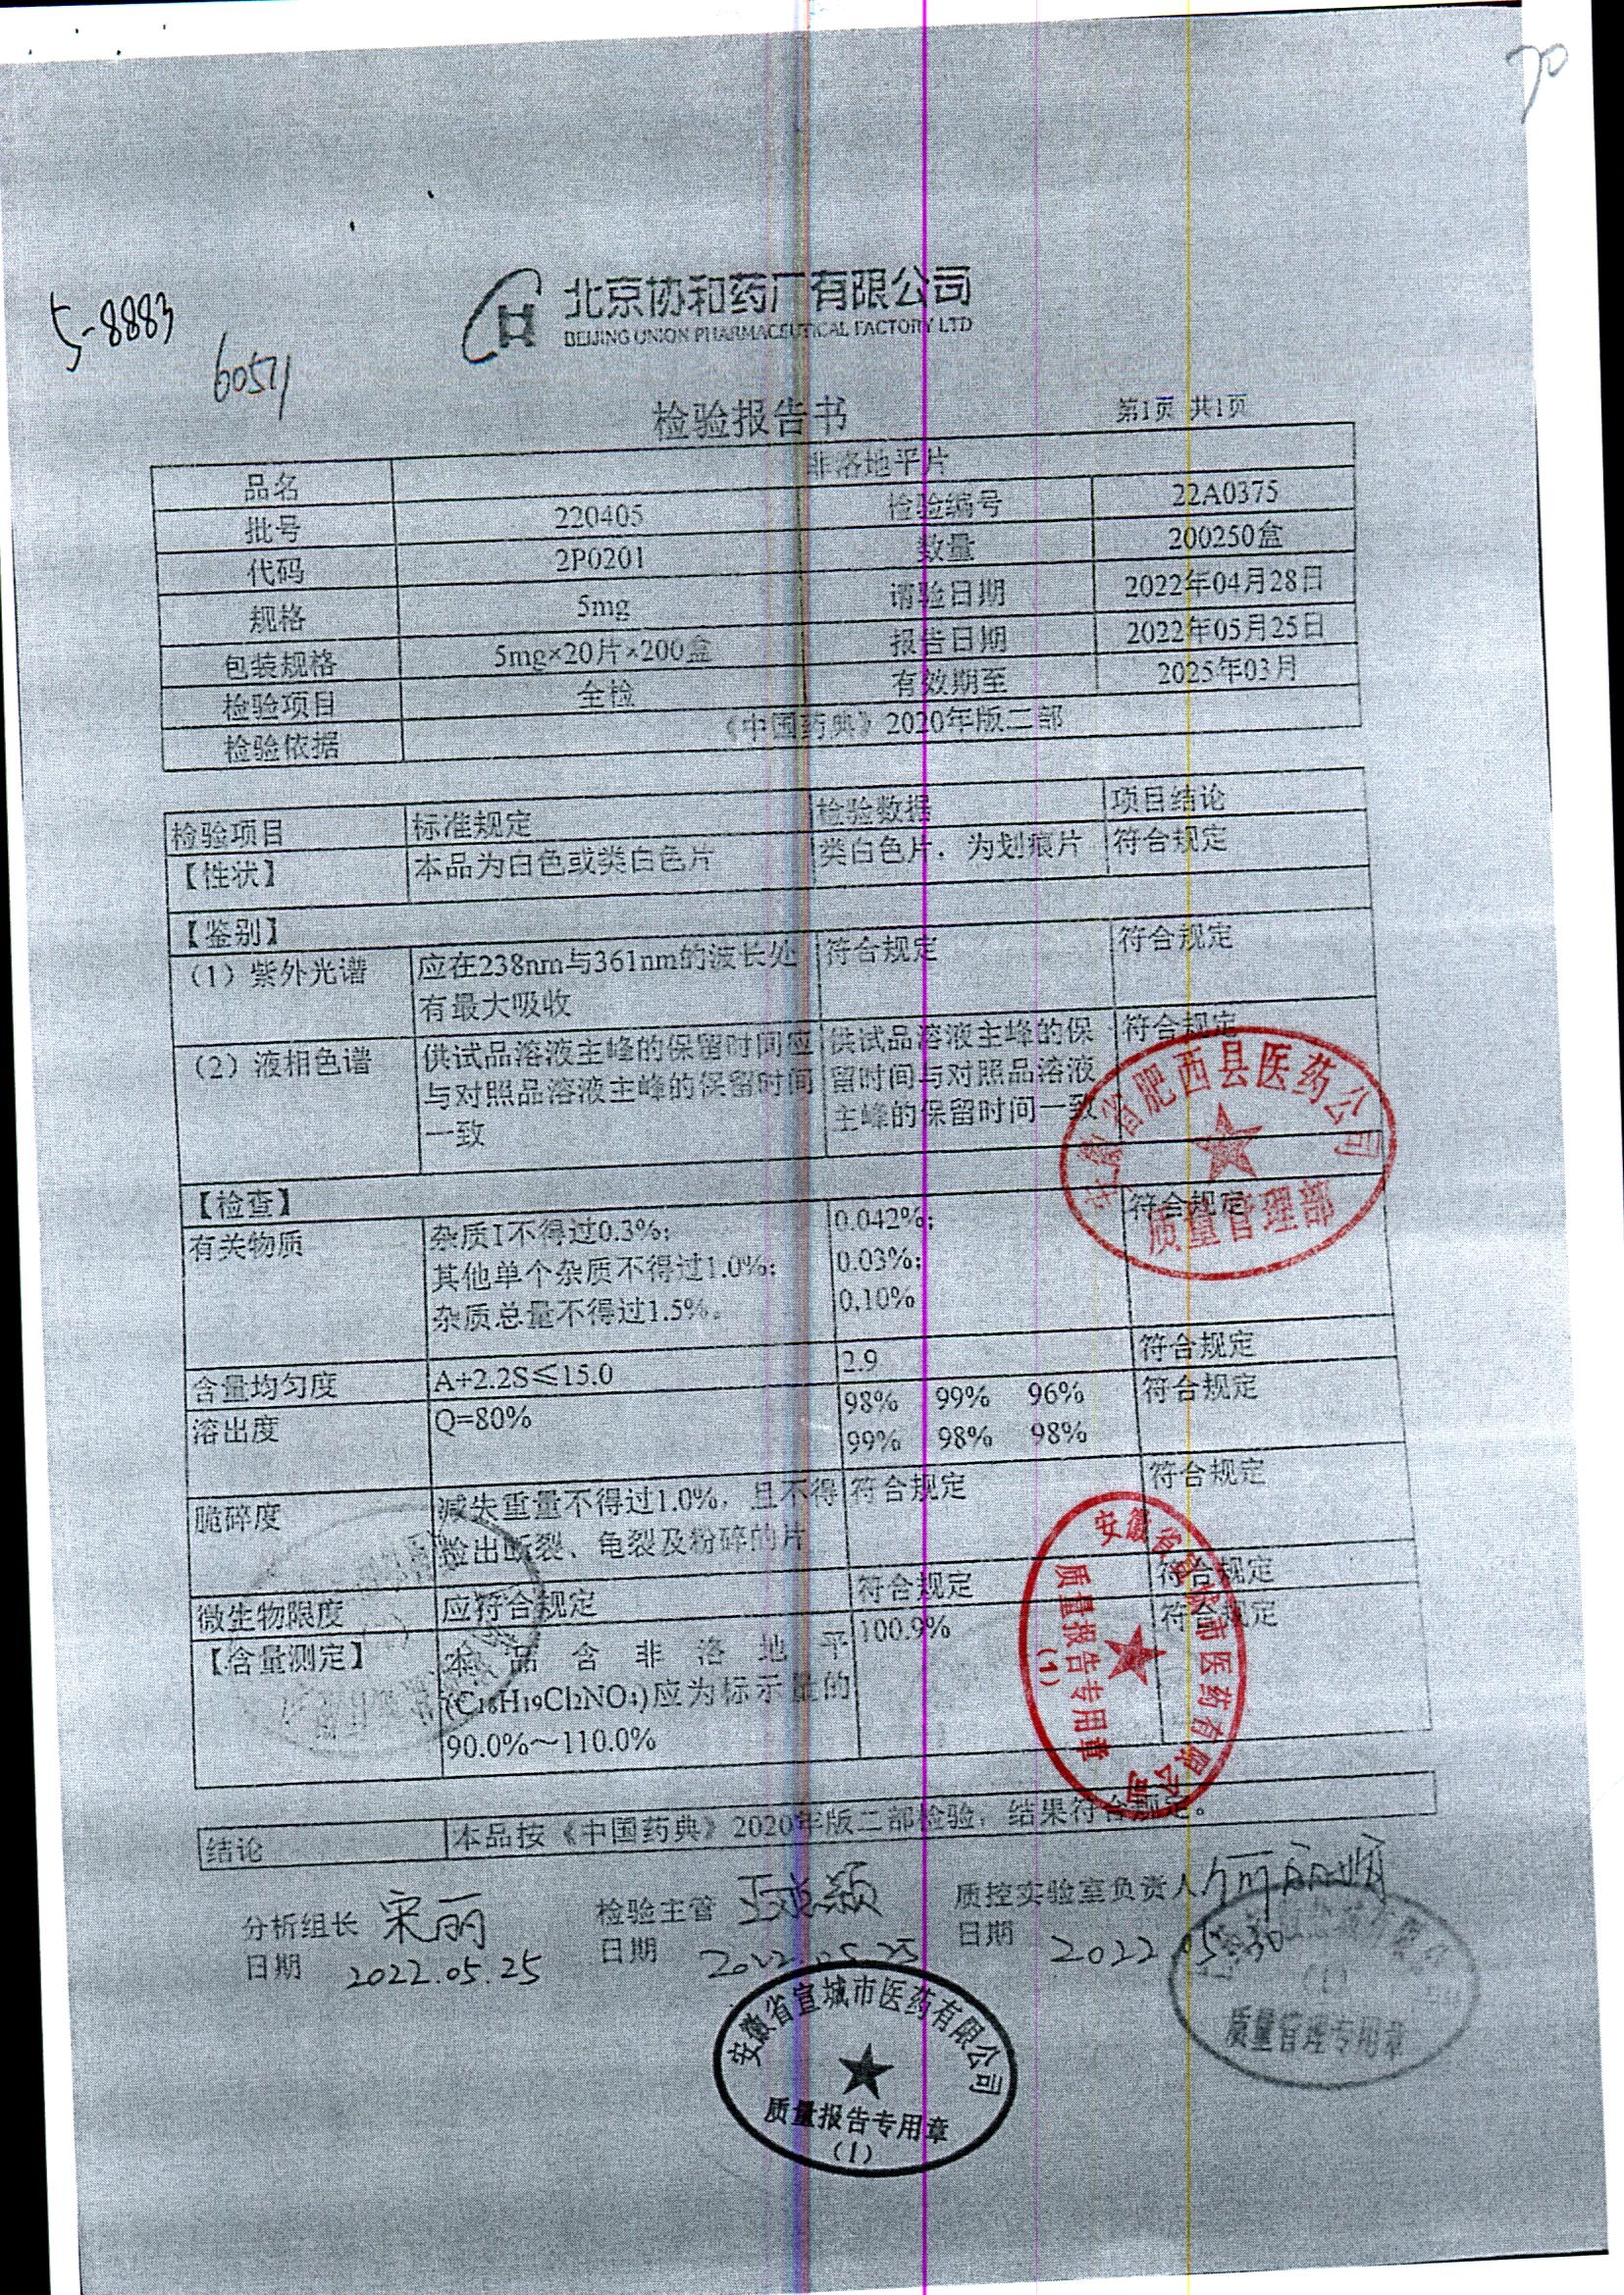 70
5-8883
60571
北京协和药厂有限公司
BEIJING UNION PHARMACEUTICAL FACTORY LTD
检验报告书
第1页 共1页
品名 非洛地平片
批号 220405 检验编号 22A0375
代码 2P0201 数量 200250盒
规格 5mg 请验日期 2022年04月28日
包装规格 5mg×20片×200盒 报告日期 2022年05月25日
检验项目 全检 有效期至 2025年03月
检验依据 《中国药典》2020年版二部
检验项目 标准规定 检验数据 项目结论
【性状】 本品为白色或类白色片 类白色片，为划痕片 符合规定
【鉴别】
（1）紫外光谱 应在238nm与361nm的波长处 符合规定 符合规定
有最大吸收
（2）液相色谱 供试品溶液主峰的保留时间应 供试品溶液主峰的保 符合规定
与对照品溶液主峰的保留时间 留时间与对照品溶液
一致 主峰的保留时间一致
安徽省肥西县医药公司
质量管理部
【检查】
有关物质 杂质I不得过0.3%； 0.042%； 符合规定
其他单个杂质不得过1.0%； 0.03%；
杂质总量不得过1.5%。 0.10%
含量均匀度 A+2.2S≤15.0 2.9 符合规定
溶出度 Q=80% 98% 99% 96% 符合规定
99% 98% 98%
脆碎度 减失重量不得过1.0%，且不得 符合规定 符合规定
检出断裂、龟裂及粉碎的片
微生物限度 应符合规定 符合规定 符合规定
【含量测定】 本品含非洛地平 100.9% 符合规定
(C18H19Cl2NO4)应为标示量的
90.0%～110.0%
安徽省宣城市医药有限公司
质量报告专用章
(1)
结论 本品按《中国药典》2020年版二部检验，结果符合规定。
分析组长 宋丽 检验主管 质控实验室负责人
日期 2022.05.25 日期 2022.05.25 日期 2022.05.30
安徽省宣城市医药有限公司
质量报告专用章
(1)
(1)
质量管理专用章